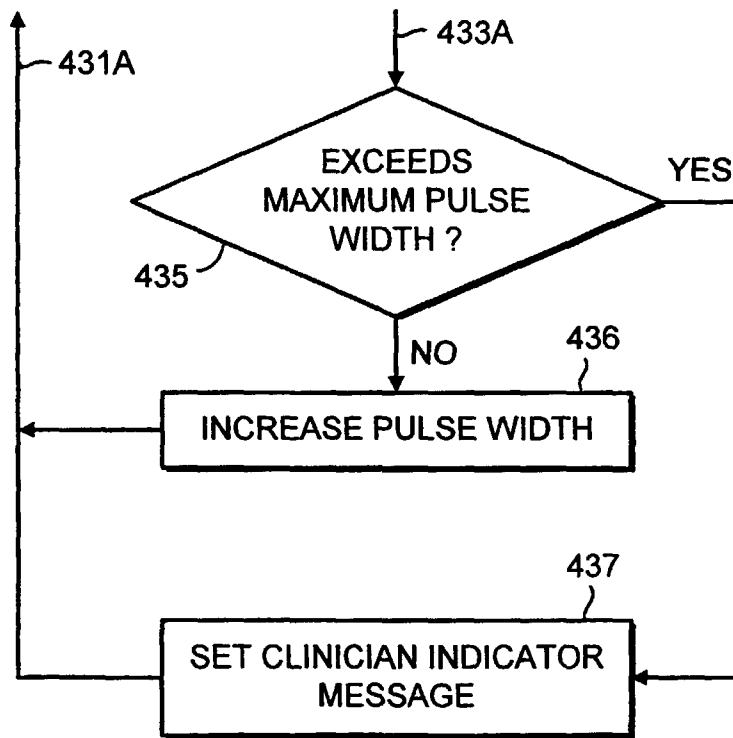 431A
433A
EXCEEDS
MAXIMUM PULSE
WIDTH ?
YES
435
NO
436
INCREASE PULSE WIDTH
437
SET CLINICIAN INDICATOR
MESSAGE